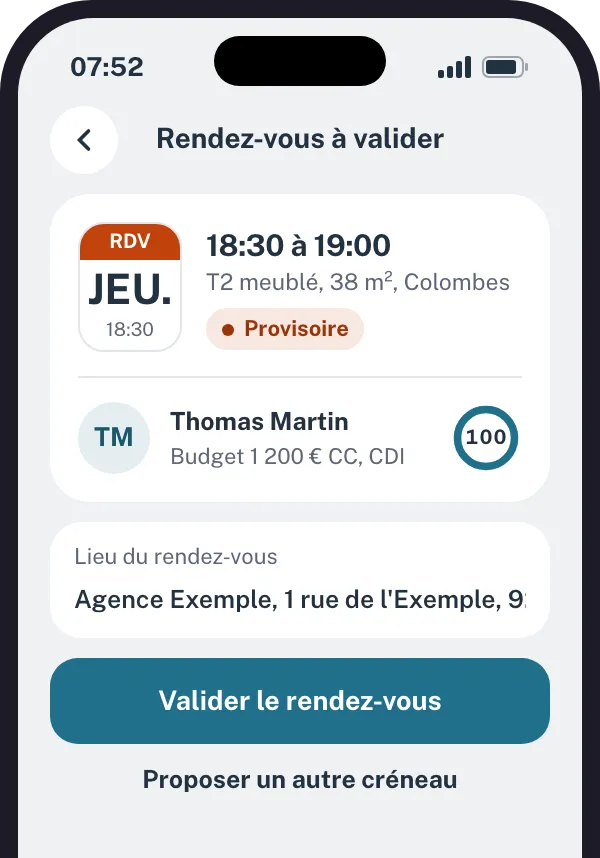 07:52
Rendez-vous à valider
RDV
JEU.
18:30
18:30 à 19:00
T2 meublé, 38 m², Colombes
Provisoire
TM
Thomas Martin
Budget 1 200 € CC, CDI
100
Lieu du rendez-vous
Agence Exemple, 1 rue de l'Exemple, 9
Valider le rendez-vous
Proposer un autre créneau